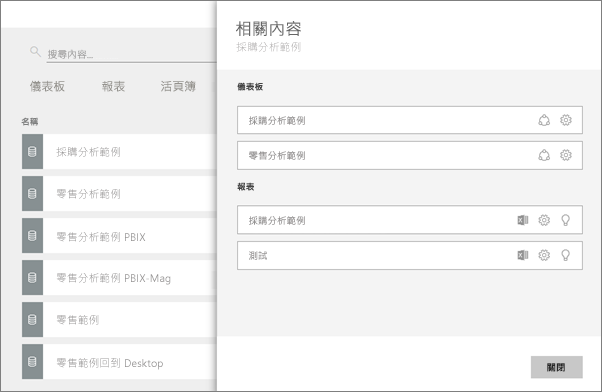 搜尋內容...
儀表板 報表 活頁簿
名稱
採購分析範例
零售分析範例
零售分析範例 PBIX
零售分析範例 PBIX-Mag
零售範例
零售範例回到 Desktop
相關內容
採購分析範例
儀表板
採購分析範例
零售分析範例
報表
採購分析範例
測試
關閉